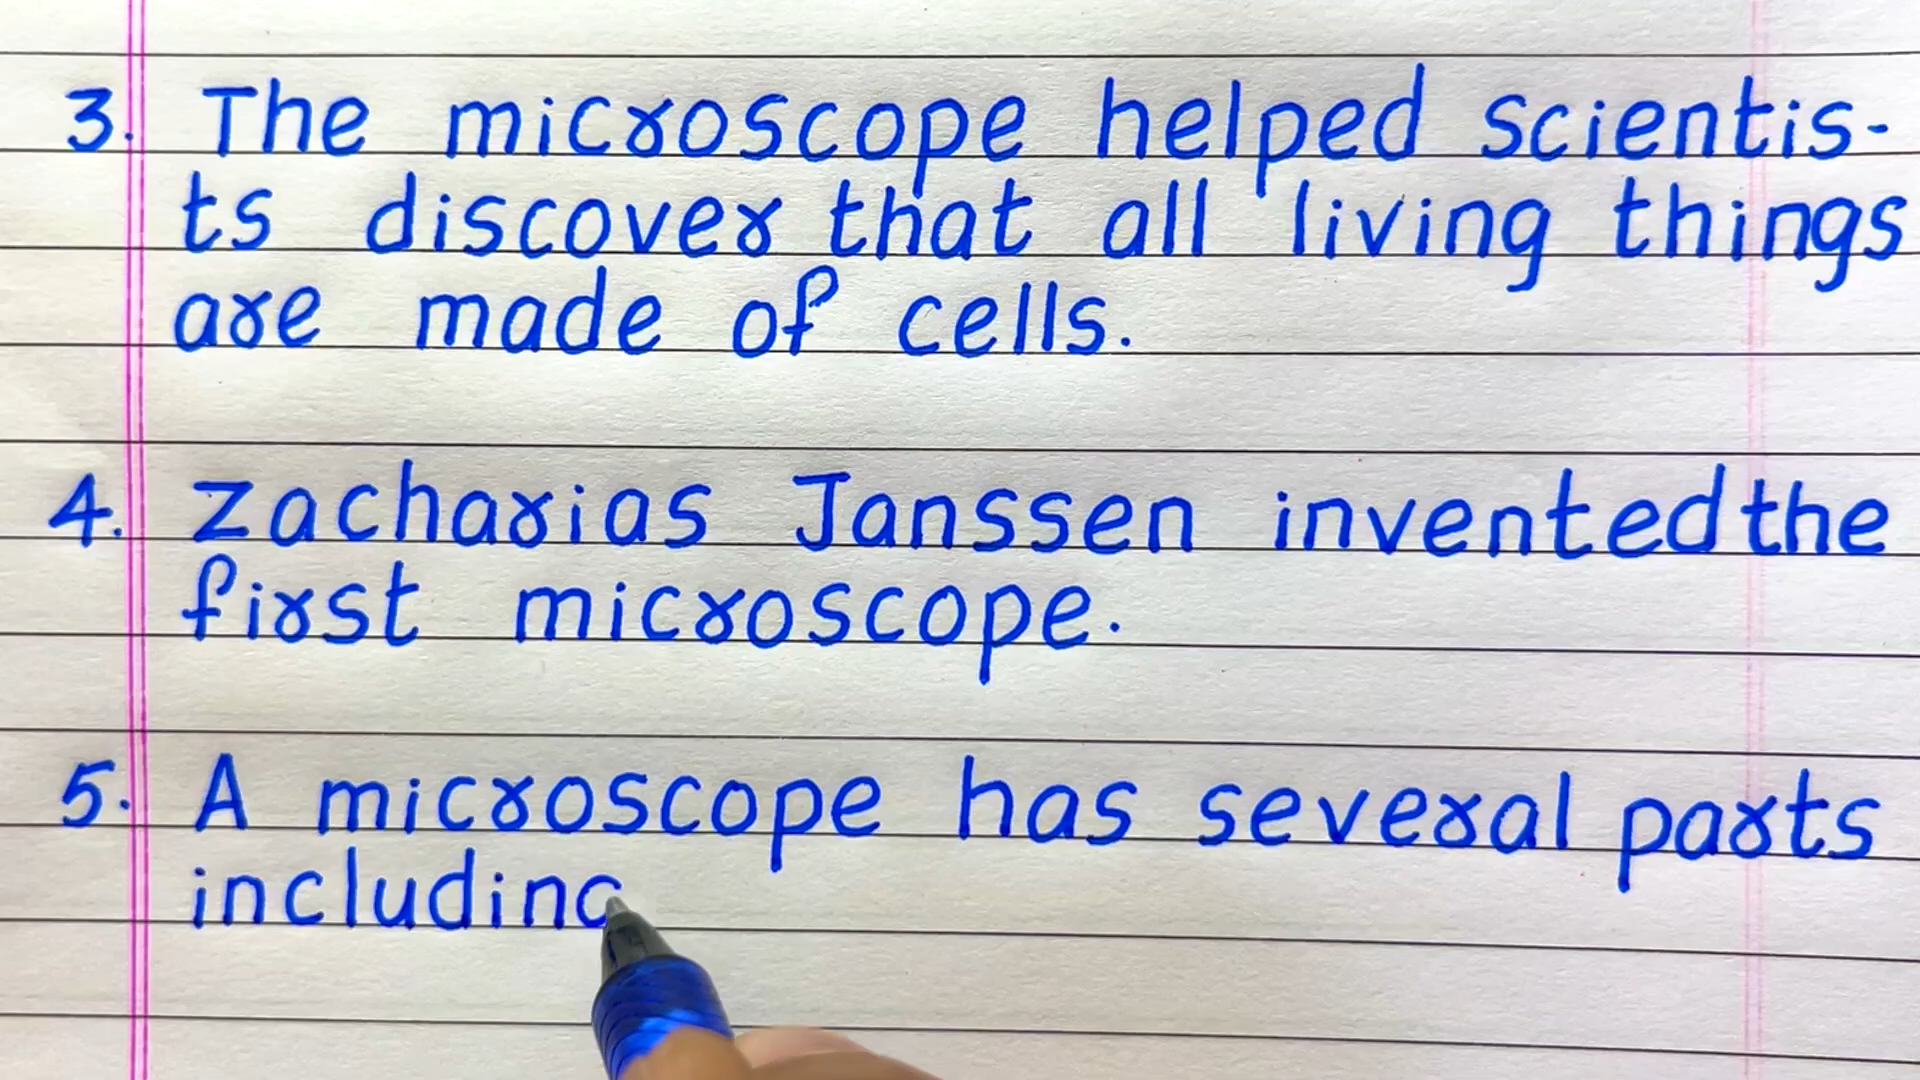 3. The microscope helped scientis-
ts discover that all living things
are made of cells.
4. Zacharias Janssen invented the
first microscope.
5. A microscope has several parts
includinc